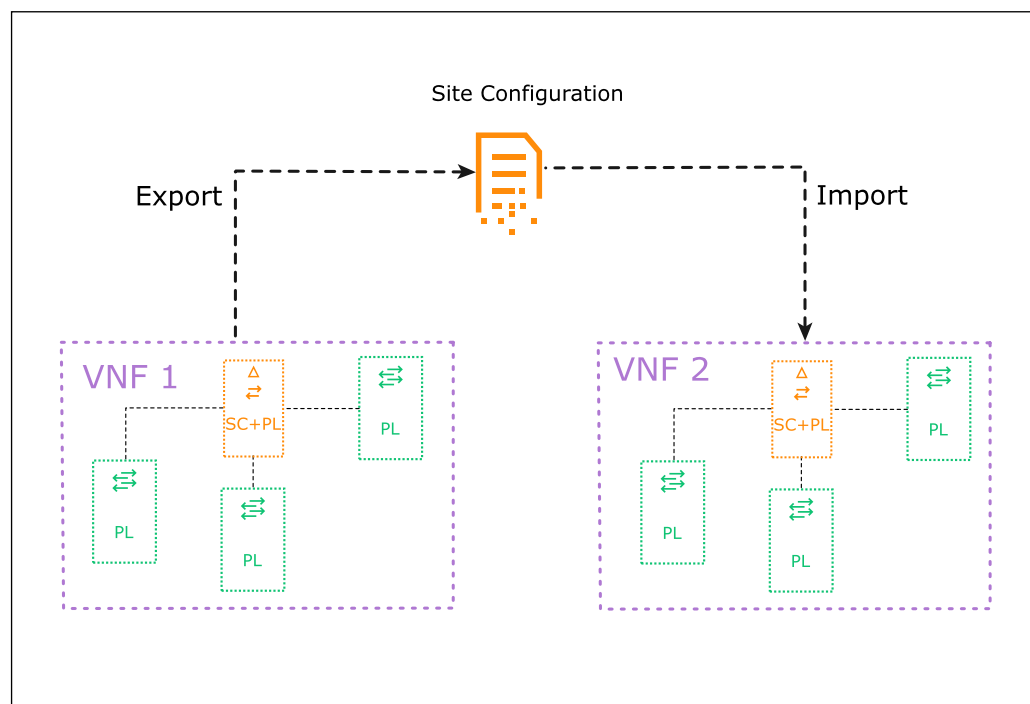 Site Configuration
Export
Import
VNF 1
SC+PL
PL
PL
PL
VNF 2
SC+PL
PL
PL
PL